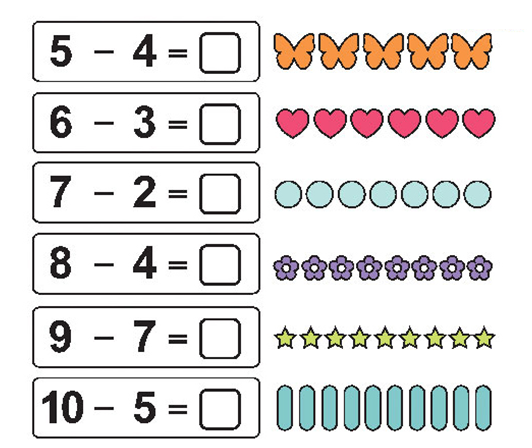 5 − 4 =
6 − 3 =
7 − 2 =
8 − 4 =
9 − 7 =
10 − 5 =